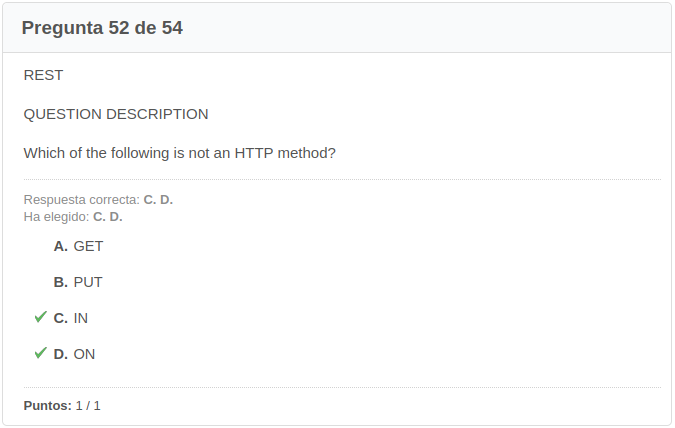 Pregunta 52 de 54
REST
QUESTION DESCRIPTION
Which of the following is not an HTTP method?
Respuesta correcta: C. D.
Ha elegido: C. D.
A. GET
B. PUT
C. IN
D. ON
Puntos: 1 / 1